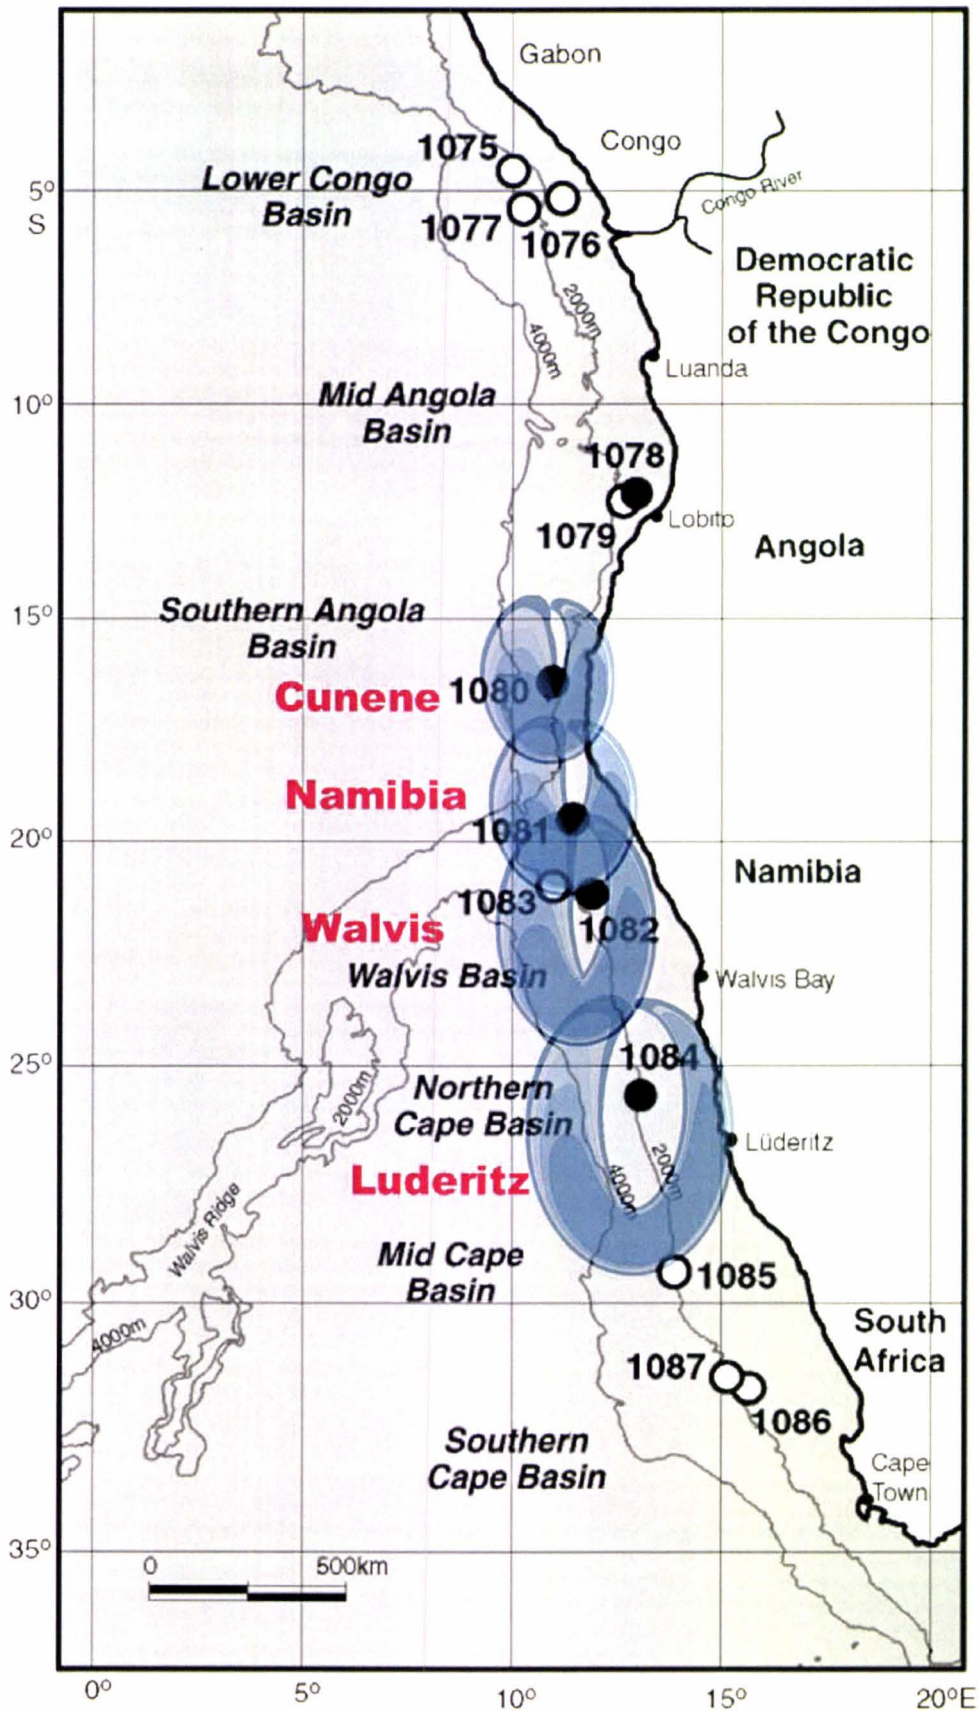 Gabon
Congo
1075
Lower Congo
Basin
5°
S
Congo River
1077
1076
Democratic
Republic
of the Congo
2000m
4000m
Luanda
Mid Angola
Basin
10°
1078
Lobito
1079
Angola
Southern Angola
Basin
15°
Cunene
1080
Namibia
1081
20°
Namibia
1083
Walvis
1082
Walvis Basin
Walvis Bay
1084
25°
Northern
Cape Basin
2000m
Lüderitz
Luderitz
2000m
4000m
Walvis Ridge
Mid Cape
Basin
1085
30°
4000m
South
Africa
1087
1086
Southern
Cape Basin
Cape
Town
35°
0
500km
0°
5°
10°
15°
20°E